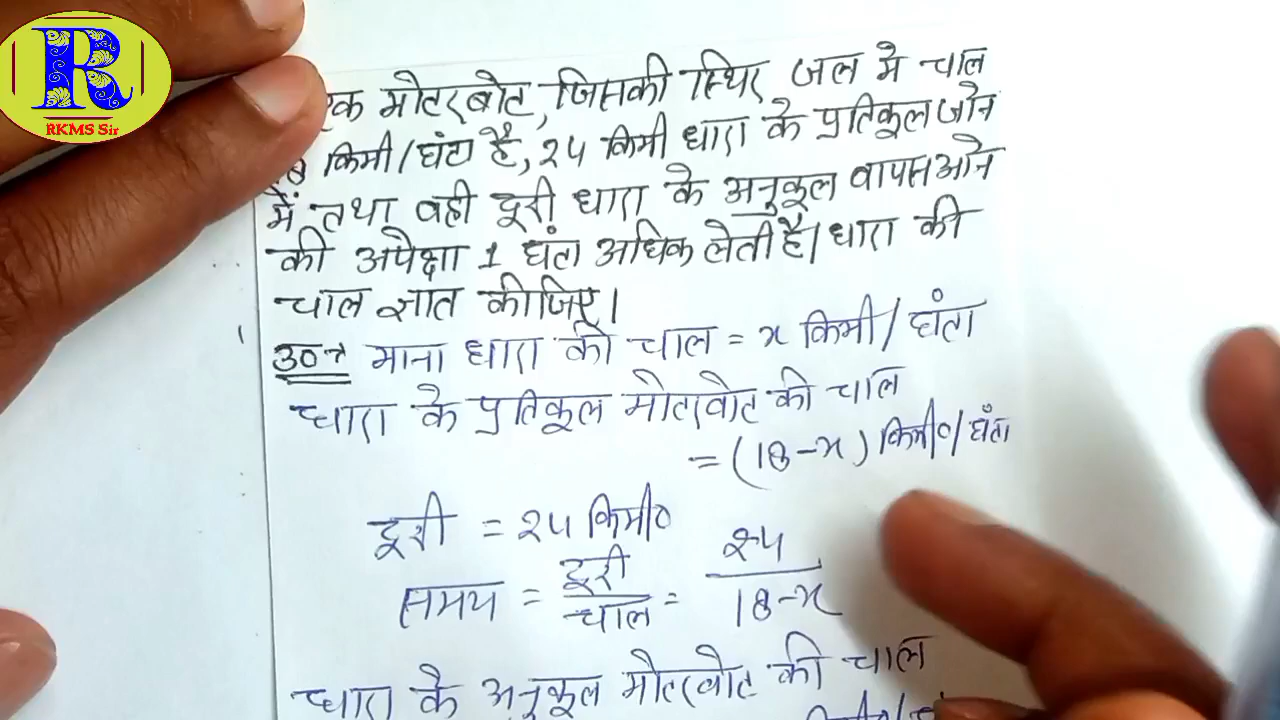 R
RKMS Sir
एक मोटरबोट, जिसकी स्थिर जल मे चाल
18 किमी/घंटा है, 24 किमी धारा के प्रतिकूल जाने
में तथा वही दूरी धारा के अनुकूल वापस आने
की अपेक्षा 1 घंटा अधिक लेती है। धारा की
चाल ज्ञात कीजिए।
उ०→ माना धारा की चाल = x किमी/घंटा
धारा के प्रतिकूल मोटरबोट की चाल
= (18-x) किमी०/घंटा
दूरी = 24 किमी०
समय = दूरी/चाल = 24/18-x
धारा के अनुकूल मोटरबोट की चाल